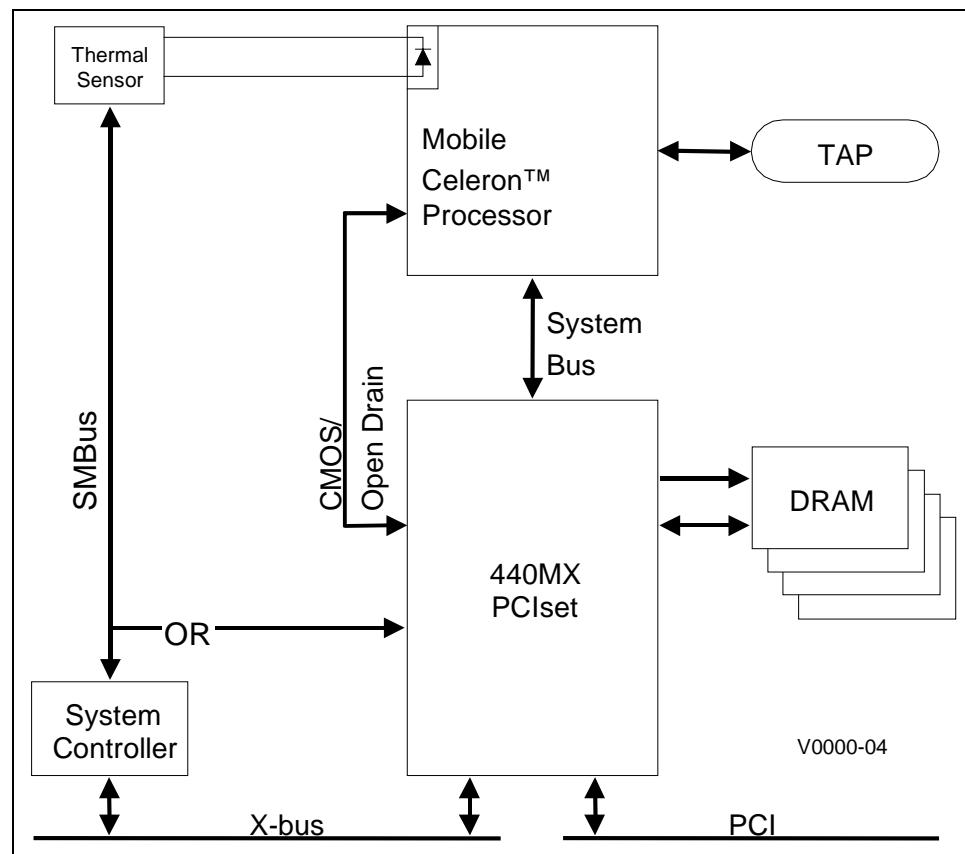 Thermal
Sensor
Mobile
Celeron™
Processor
TAP
System
Bus
SMBus
CMOS/
Open Drain
DRAM
440MX
PCIset
OR
System
Controller
V0000-04
X-bus
PCI